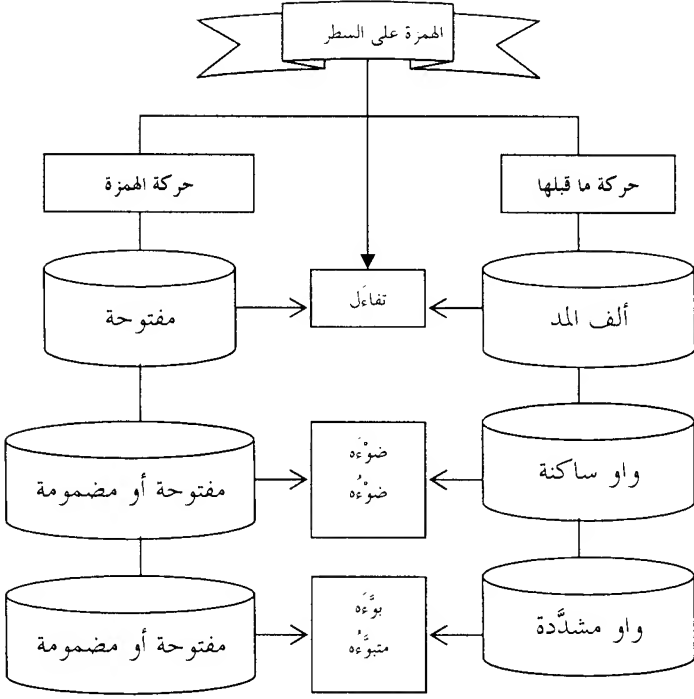 الهمزة على السطر
حركة ما قبلها
حركة الهمزة
ألف المد
تفاءَل
مفتوحة
واو ساكنة
ضوْءَه
ضوْءُه
مفتوحة أو مضمومة
واو مشدَّدة
بوَّءَه
متبوَّءُه
مفتوحة أو مضمومة